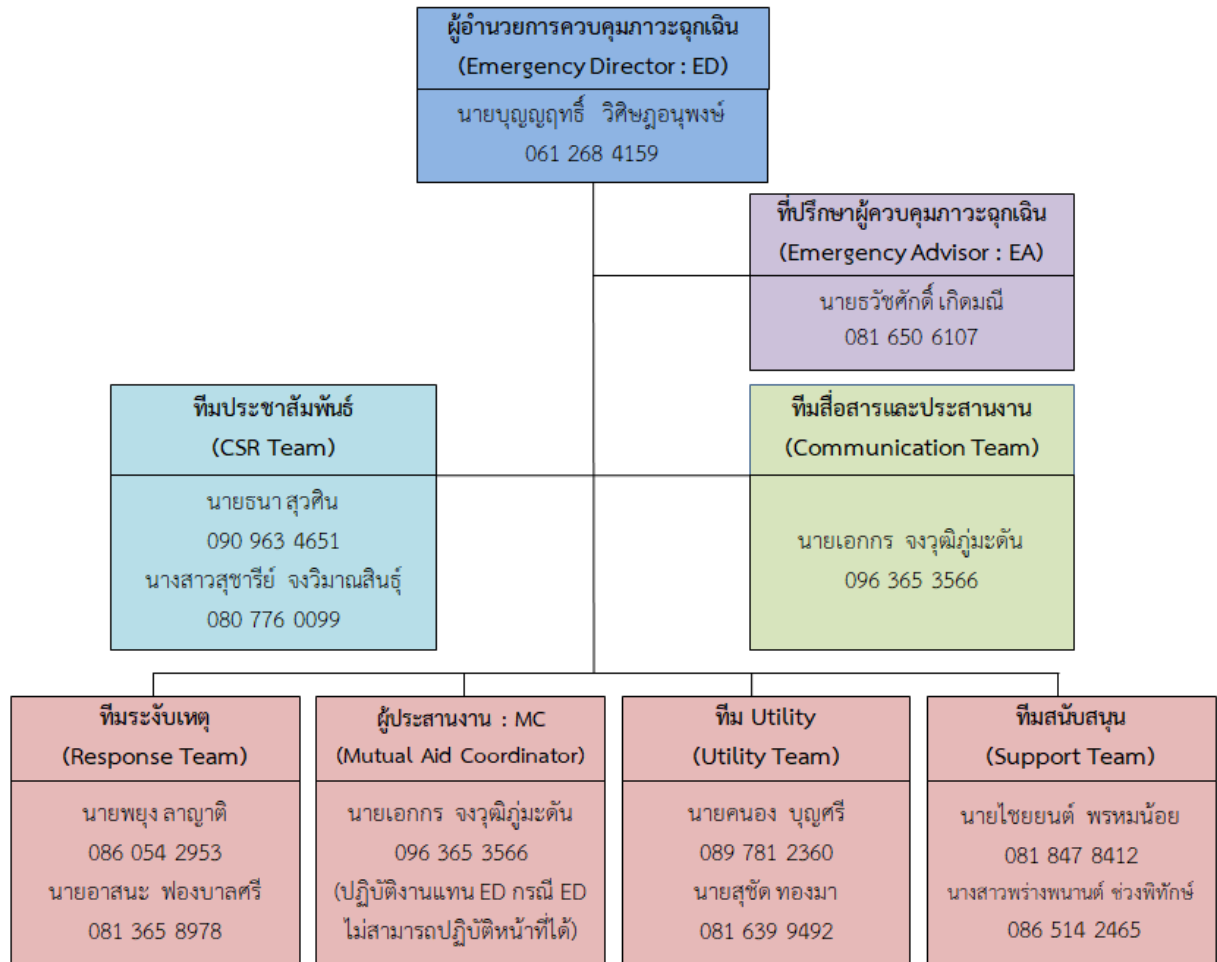 ผู้อำนวยการควบคุมภาวะฉุกเฉิน
(Emergency Director : ED)
นายบุญญฤทธิ์ วิศิษฎอนุพงษ์
061 268 4159
ที่ปรึกษาผู้ควบคุมภาวะฉุกเฉิน
(Emergency Advisor : EA)
นายธวัชศักดิ์ เกิดมณี
081 650 6107
ทีมประชาสัมพันธ์
(CSR Team)
นายธนา สุวศิน
090 963 4651
นางสาวสุชารีย์ จงวิมาณสินธุ์
080 776 0099
ทีมสื่อสารและประสานงาน
(Communication Team)
นายเอกกร จงวุฒิภู่มะดัน
096 365 3566
ทีมระงับเหตุ
(Response Team)
นายพยุง ลาญาติ
086 054 2953
นายอาสนะ ฟองบาลศรี
081 365 8978
ผู้ประสานงาน : MC
(Mutual Aid Coordinator)
นายเอกกร จงวุฒิภู่มะดัน
096 365 3566
(ปฏิบัติงานแทน ED กรณี ED
ไม่สามารถปฏิบัติหน้าที่ได้)
ทีม Utility
(Utility Team)
นายคนอง บุญศรี
089 781 2360
นายสุชัด ทองมา
081 639 9492
ทีมสนับสนุน
(Support Team)
นายไชยยนต์ พรหมน้อย
081 847 8412
นางสาวพร่างพนานต์ ช่วงพิทักษ์
086 514 2465